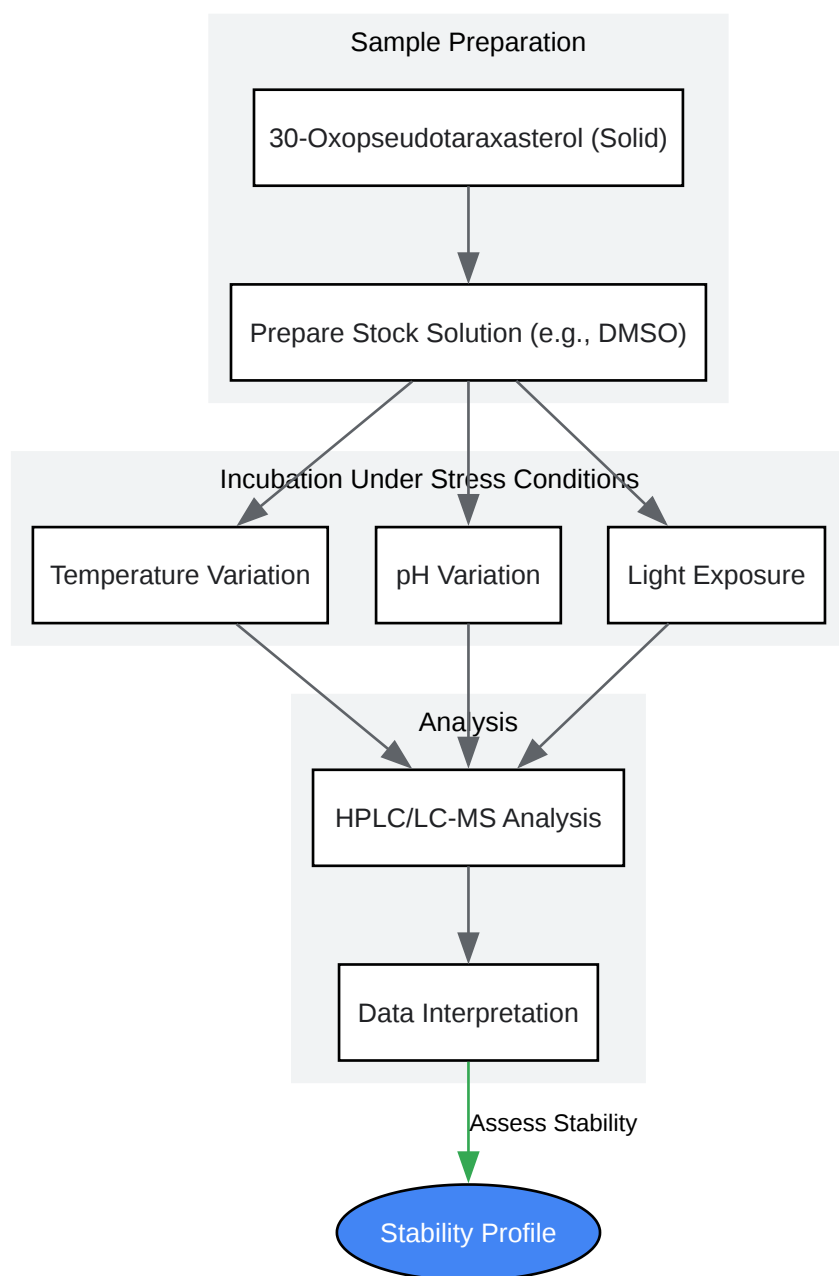 Sample Preparation
30-Oxopseudotaraxasterol (Solid)
Prepare Stock Solution (e.g., DMSO)
Incubation Under Stress Conditions
Temperature Variation
pH Variation
Light Exposure
Analysis
HPLC/LC-MS Analysis
Data Interpretation
Assess Stability
Stability Profile